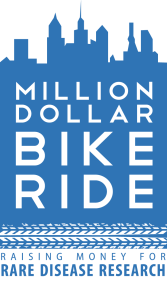 MILLION
DOLLAR
BIKE
RIDE
RAISING MONEY FOR
RARE DISEASE RESEARCH